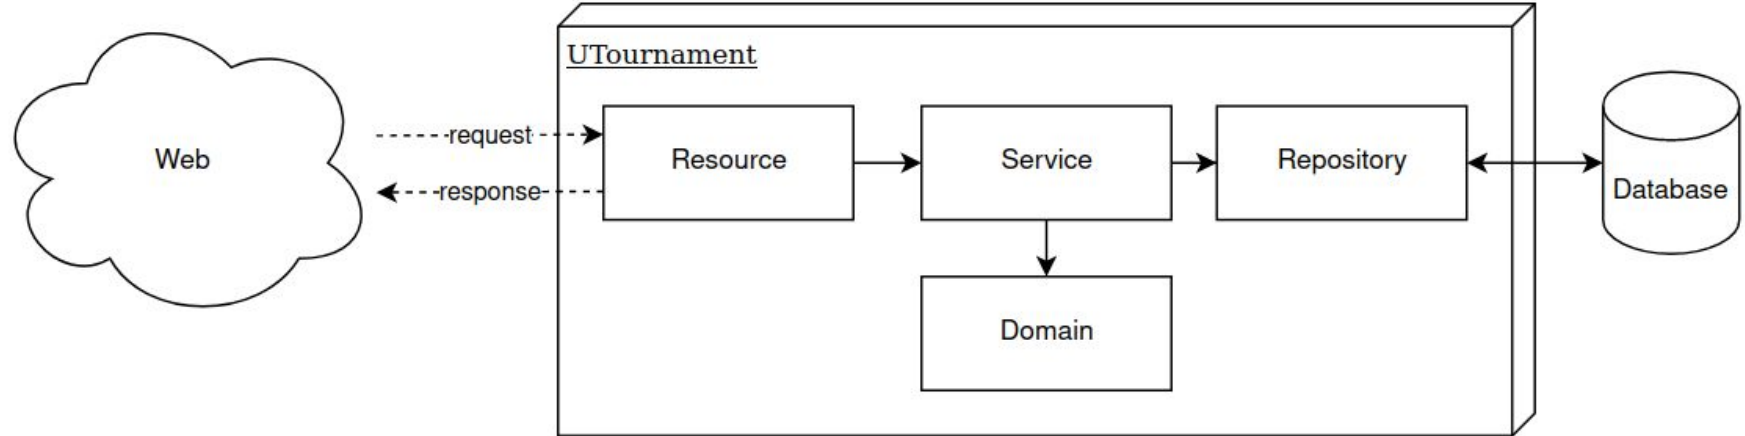 UTournament
Web
request
response
Resource
Service
Repository
Database
Domain